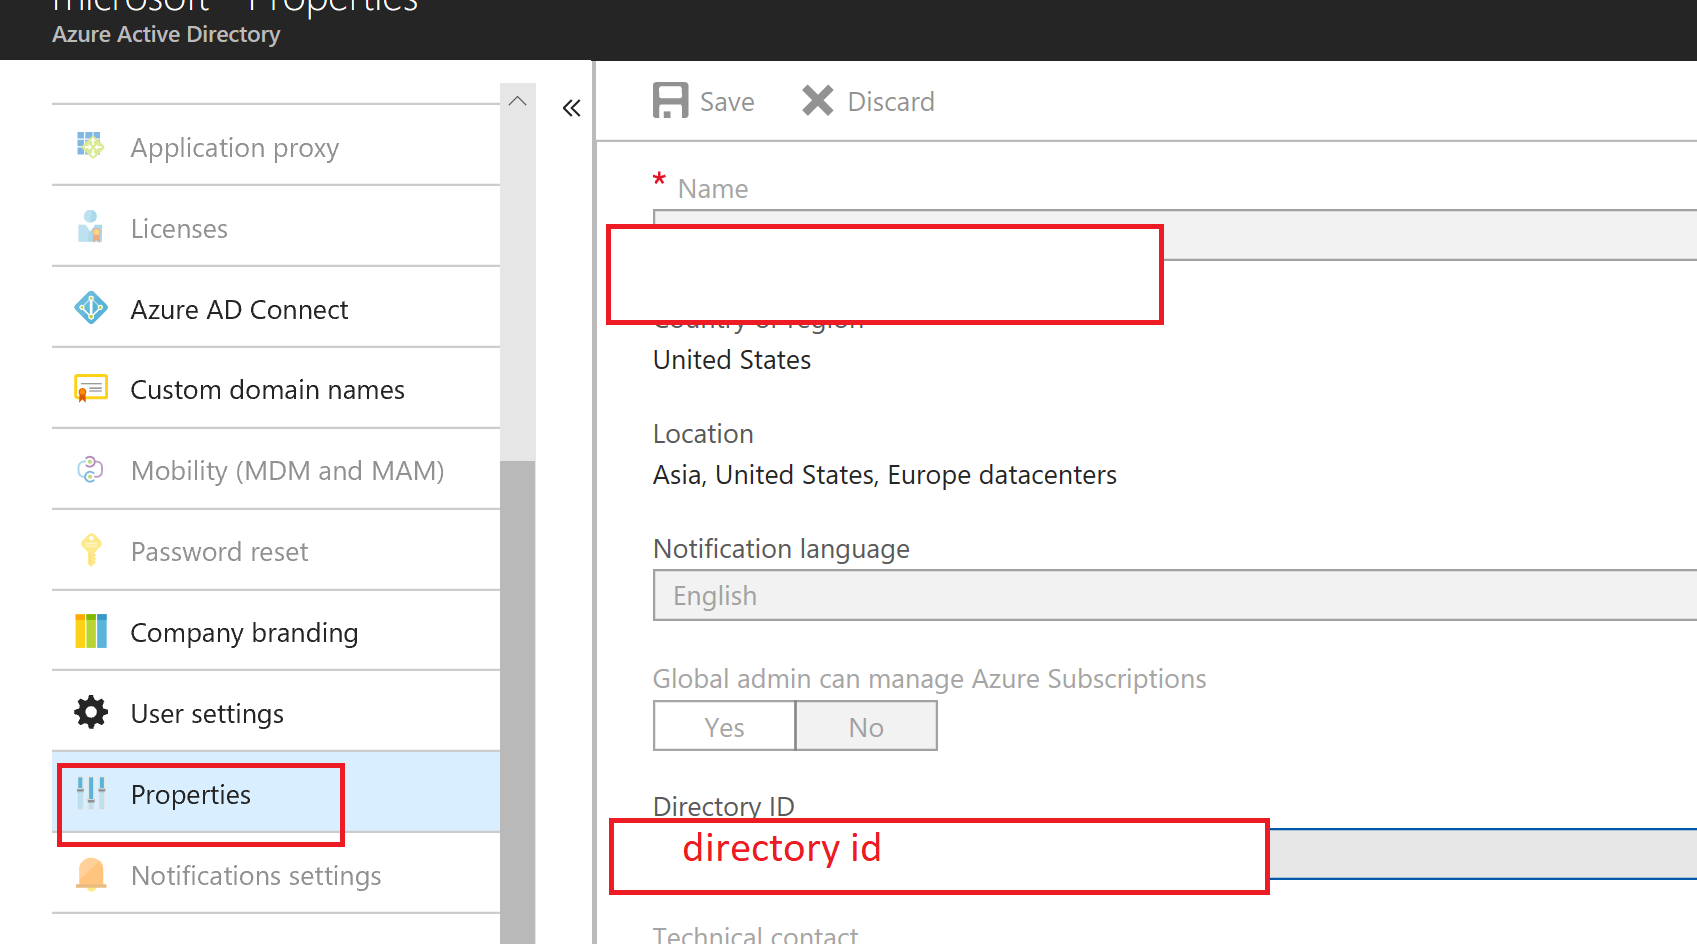 microsoft - Properties
Azure Active Directory
Application proxy
Licenses
Azure AD Connect
Custom domain names
Mobility (MDM and MAM)
Password reset
Company branding
User settings
Properties
Notifications settings
Save Discard
* Name
Country or region
United States
Location
Asia, United States, Europe datacenters
Notification language
English
Global admin can manage Azure Subscriptions
Yes No
Directory ID
directory id
Technical contact